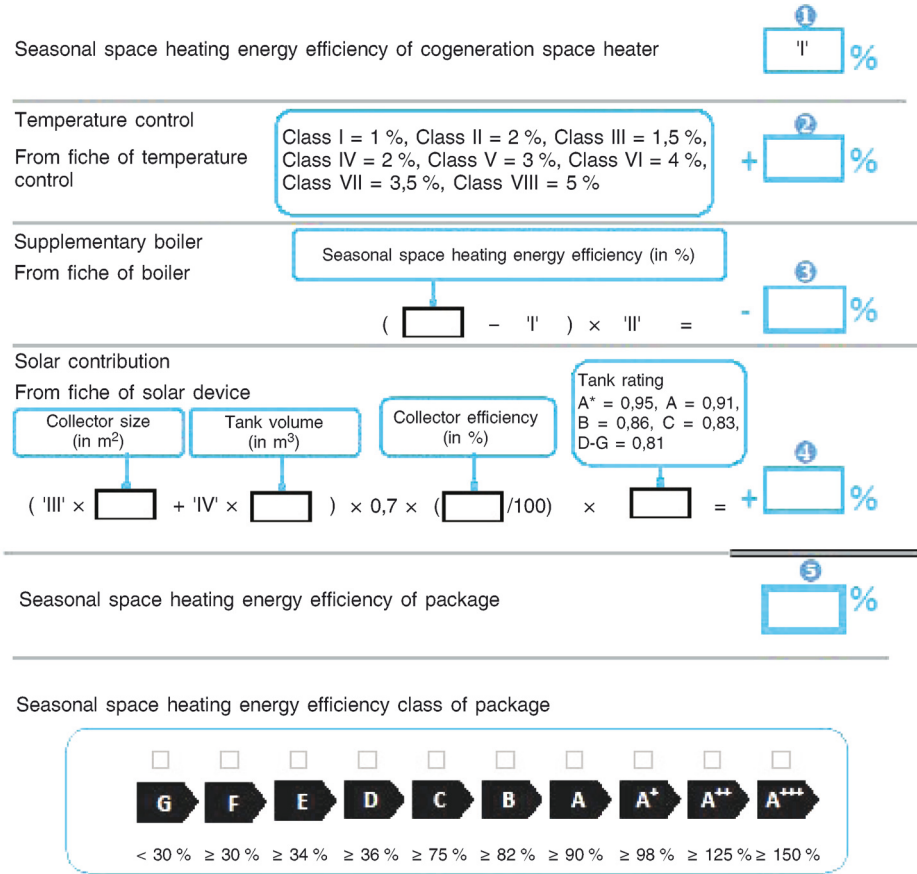 ❶
Seasonal space heating energy efficiency of cogeneration space heater
'I'
%
Temperature control
From fiche of temperature
control
Class I = 1 %, Class II = 2 %, Class III = 1,5 %,
Class IV = 2 %, Class V = 3 %, Class VI = 4 %,
Class VII = 3,5 %, Class VIII = 5 %
❷
+ %
Supplementary boiler
From fiche of boiler
Seasonal space heating energy efficiency (in %)
( – 'I' ) × 'II' =
❸
- %
Solar contribution
From fiche of solar device
Collector size
(in m²)
Tank volume
(in m³)
Collector efficiency
(in %)
Tank rating
A* = 0,95, A = 0,91,
B = 0,86, C = 0,83,
D-G = 0,81
❹
( 'III' × + 'IV' × ) × 0,7 × ( /100) × = + %
❺
Seasonal space heating energy efficiency of package
%
Seasonal space heating energy efficiency class of package
G F E D C B A A⁺ A⁺⁺ A⁺⁺⁺
< 30 % ≥ 30 % ≥ 34 % ≥ 36 % ≥ 75 % ≥ 82 % ≥ 90 % ≥ 98 % ≥ 125 % ≥ 150 %